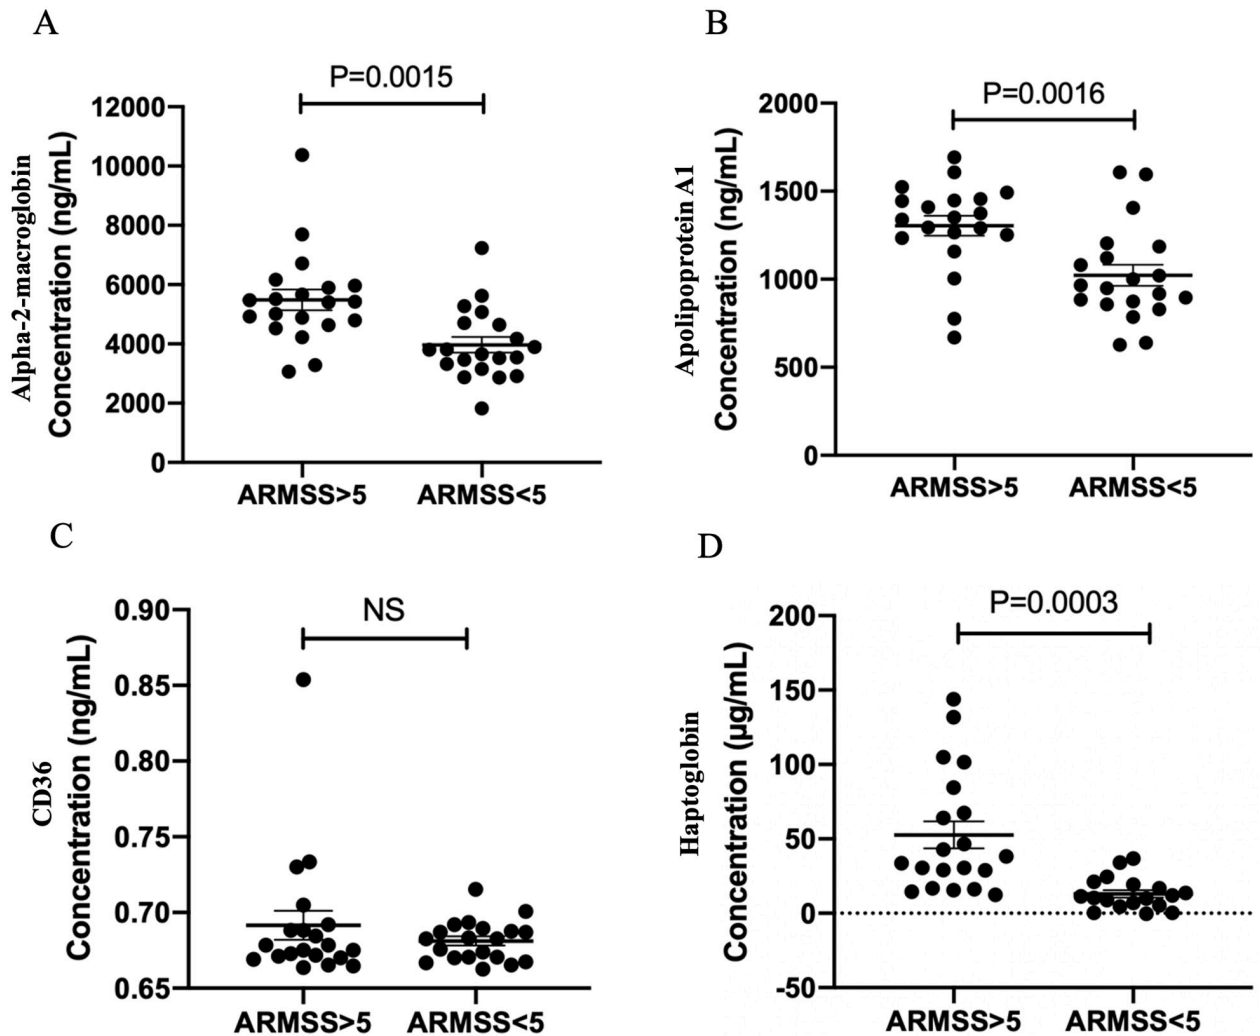 A
P=0.0015
Alpha-2-macroglobin
Concentration (ng/mL)
12000
10000
8000
6000
4000
2000
0
ARMSS>5 ARMSS<5
B
P=0.0016
Apolipoprotein A1
Concentration (ng/mL)
2000
1500
1000
500
0
ARMSS>5 ARMSS<5
C
NS
CD36
Concentration (ng/mL)
0.90
0.85
0.80
0.75
0.70
0.65
ARMSS>5 ARMSS<5
D
P=0.0003
Haptoglobin
Concentration (µg/mL)
200
150
100
50
0
-50
ARMSS>5 ARMSS<5